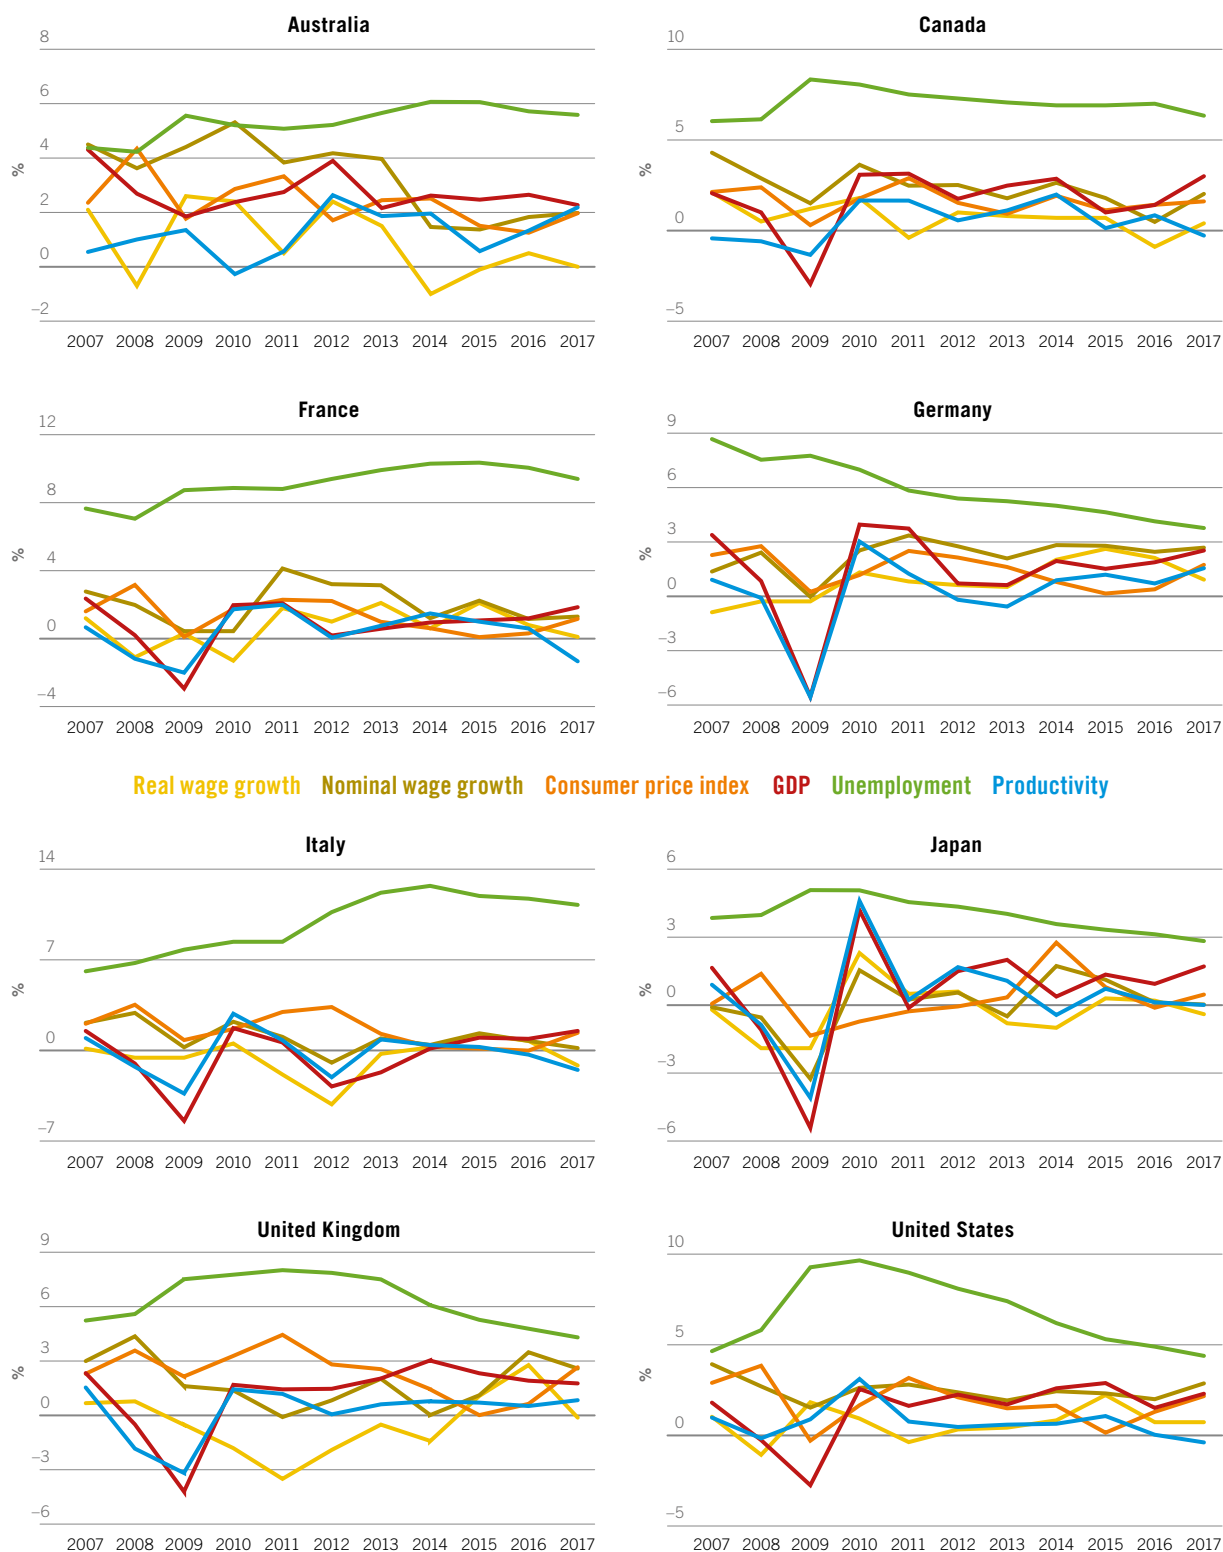 Australia
8
6
4
2
0
–2
%
2007 2008 2009 2010 2011 2012 2013 2014 2015 2016 2017
Canada
10
5
0
–5
%
2007 2008 2009 2010 2011 2012 2013 2014 2015 2016 2017
France
12
8
4
0
–4
%
2007 2008 2009 2010 2011 2012 2013 2014 2015 2016 2017
Germany
9
6
3
0
–3
–6
%
2007 2008 2009 2010 2011 2012 2013 2014 2015 2016 2017
Real wage growth Nominal wage growth Consumer price index GDP Unemployment Productivity
Italy
14
7
0
–7
%
2007 2008 2009 2010 2011 2012 2013 2014 2015 2016 2017
Japan
6
3
0
–3
–6
%
2007 2008 2009 2010 2011 2012 2013 2014 2015 2016 2017
United Kingdom
9
6
3
0
–3
–6
%
2007 2008 2009 2010 2011 2012 2013 2014 2015 2016 2017
United States
10
5
0
–5
%
2007 2008 2009 2010 2011 2012 2013 2014 2015 2016 2017